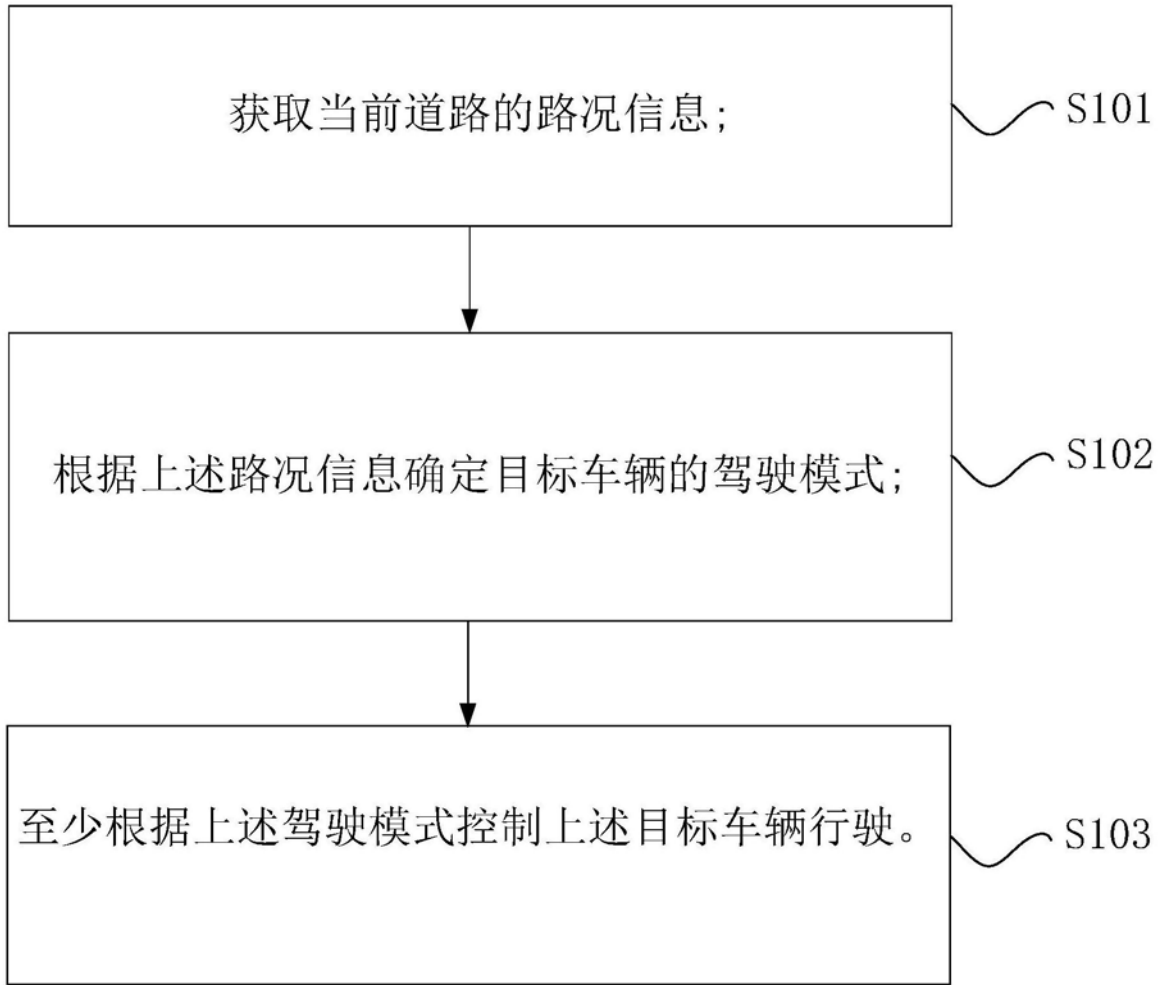 获取当前道路的路况信息;
S101
根据上述路况信息确定目标车辆的驾驶模式;
S102
至少根据上述驾驶模式控制上述目标车辆行驶。
S103